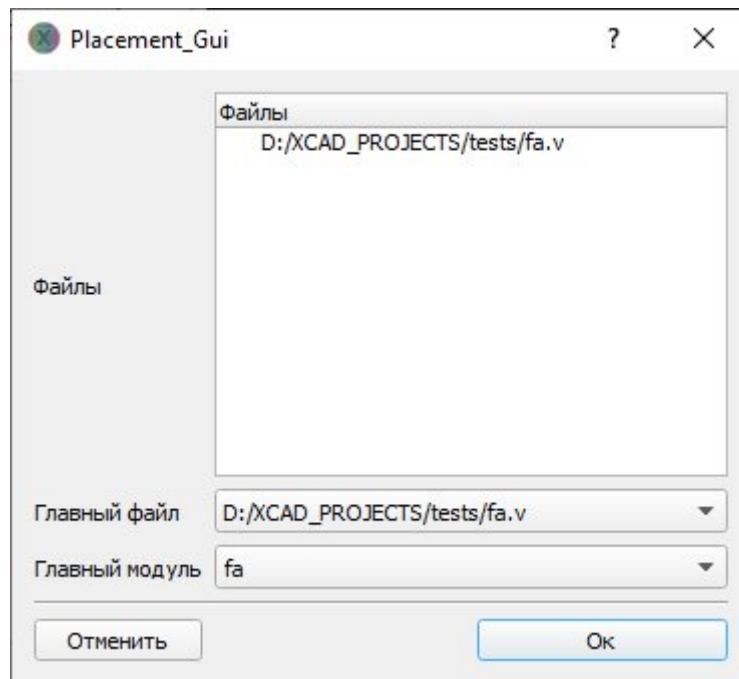 Placement_Gui
?
Файлы
D:/XCAD_PROJECTS/tests/fa.v
Файлы
Главный файл
D:/XCAD_PROJECTS/tests/fa.v
Главный модуль
fa
Отменить
Ок